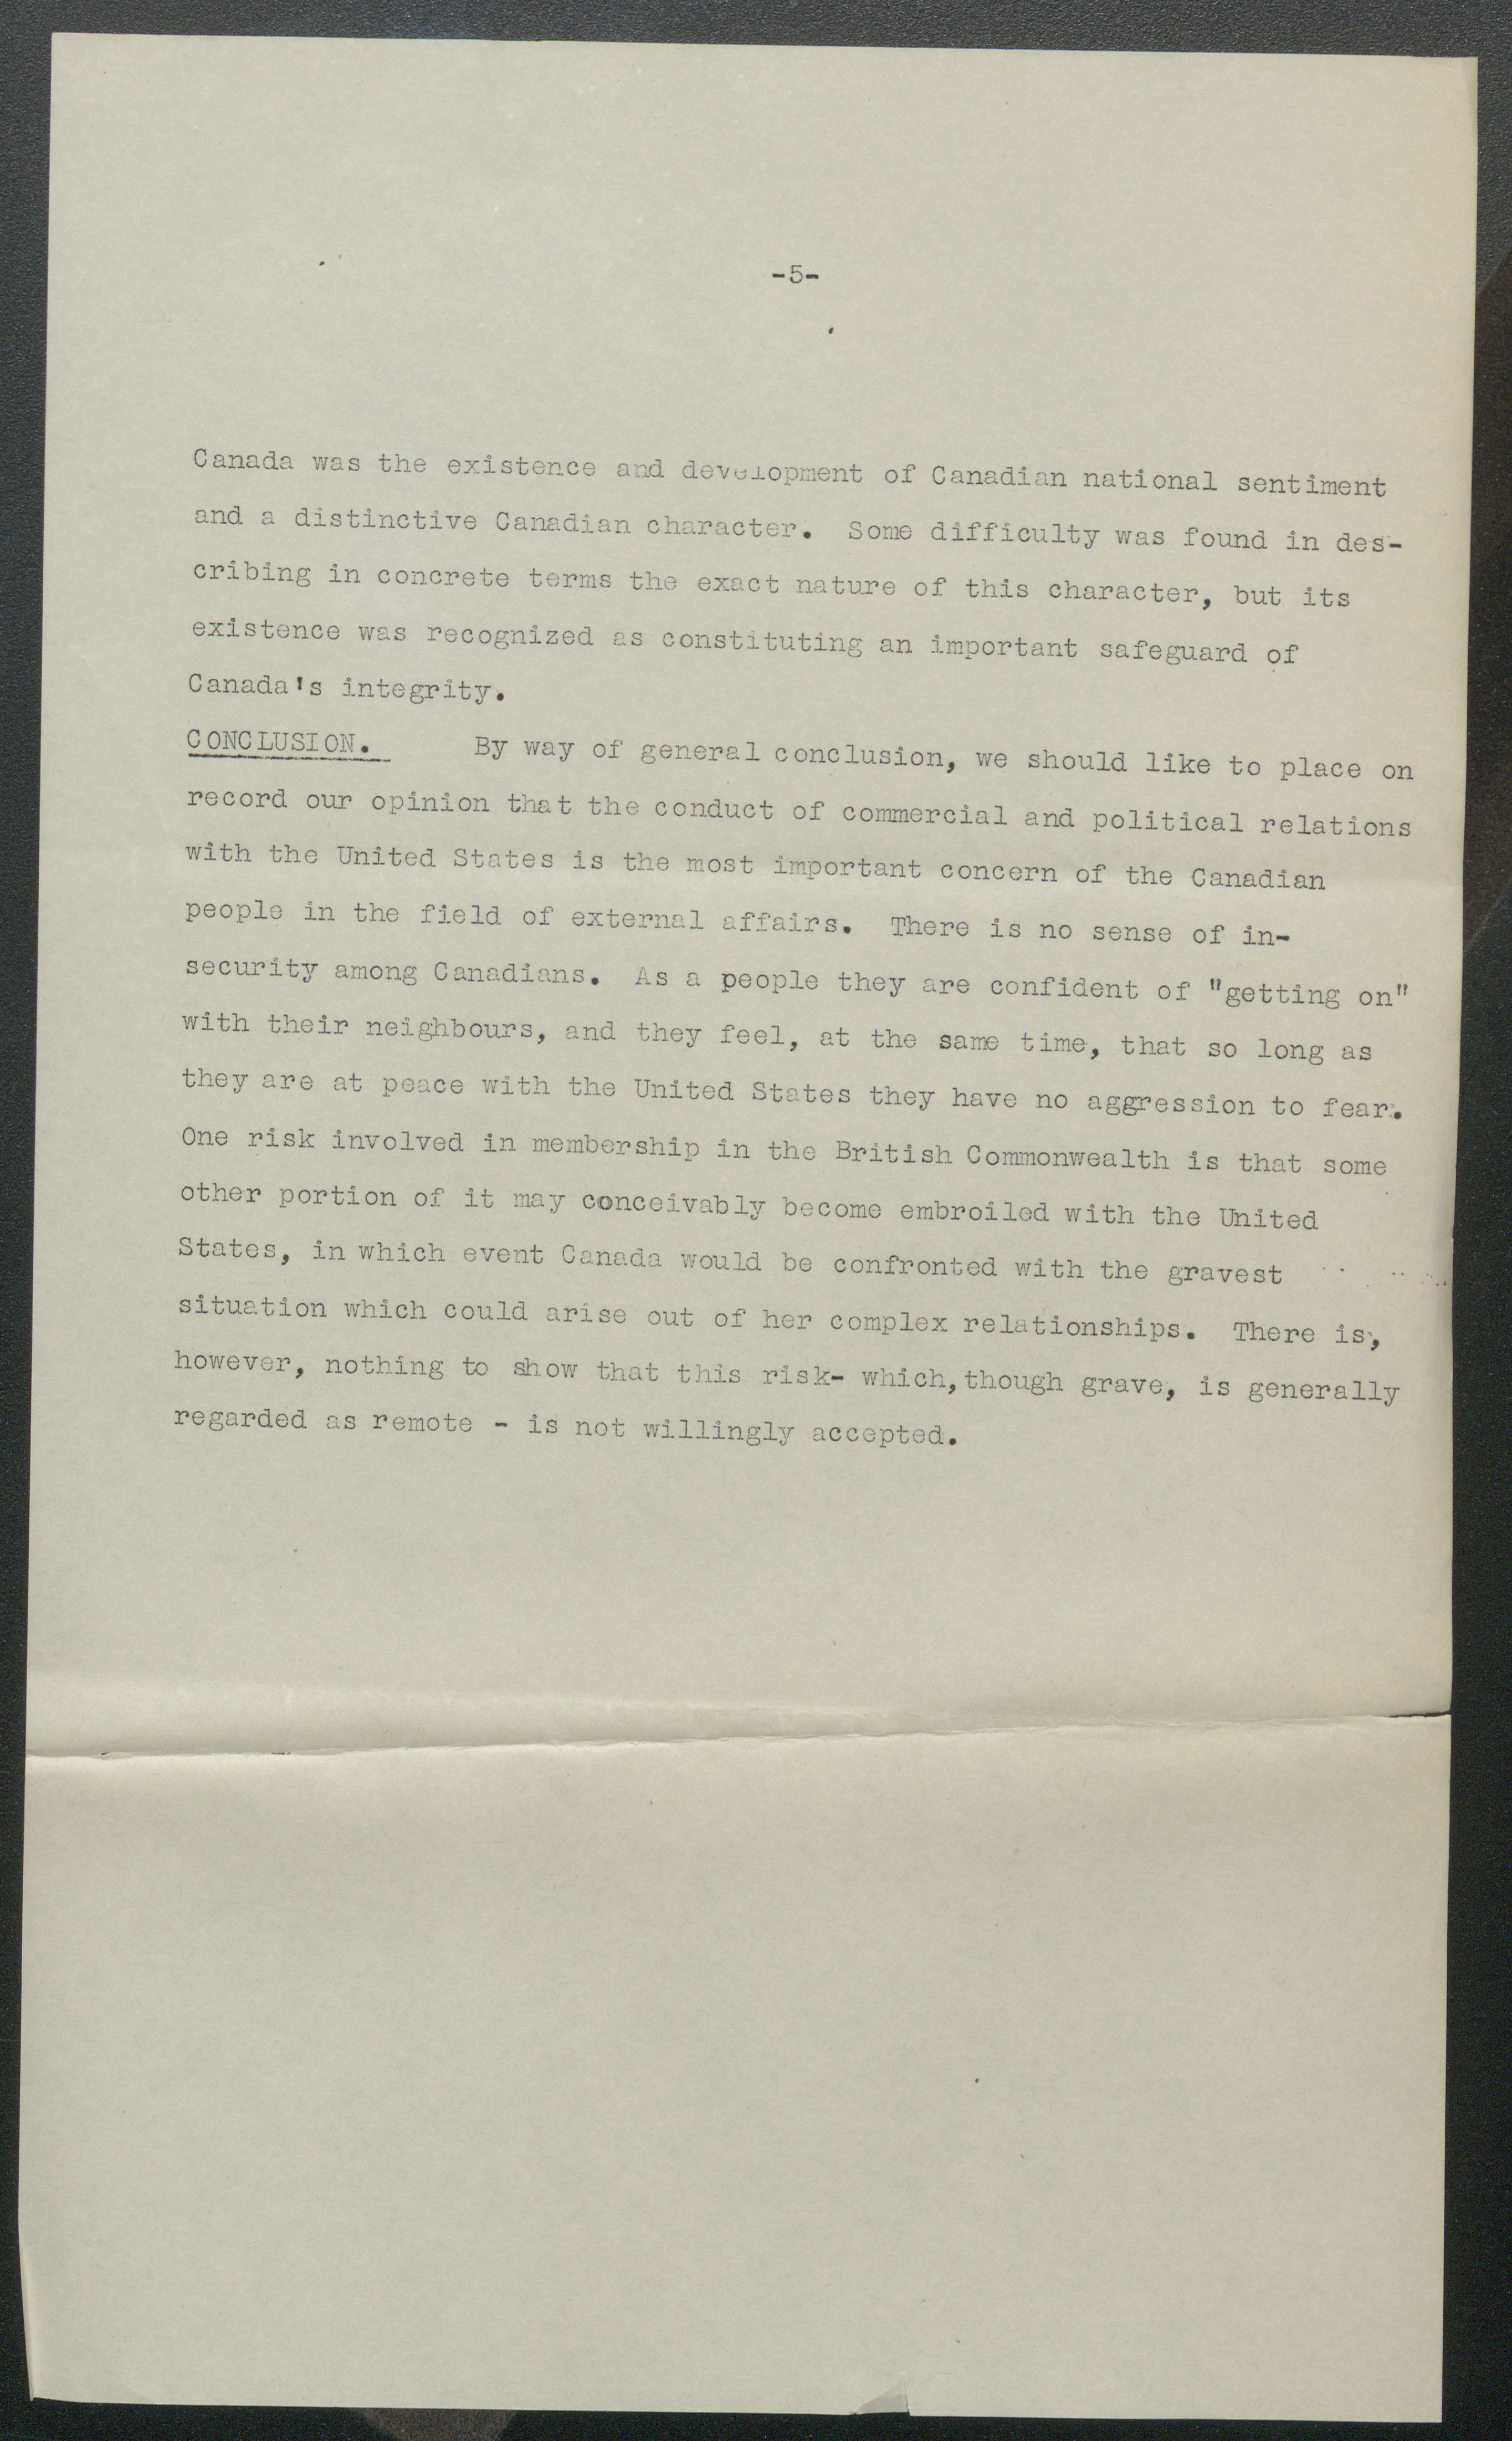 -5-
Canada was the existence and development of Canadian national sentiment
and a distinctive Canadian character. Some difficulty was found in des-
cribing in concrete terms the exact nature of this character, but its
existence was recognized as constituting an important safeguard of
Canada's integrity.
CONCLUSION. By way of general conclusion, we should like to place on
record our opinion that the conduct of commercial and political relations
with the United States is the most important concern of the Canadian
people in the field of external affairs. There is no sense of in-
security among Canadians. As a people they are confident of "getting on"
with their neighbours, and they feel, at the same time, that so long as
they are at peace with the United States they have no aggression to fear.
One risk involved in membership in the British Commonwealth is that some
other portion of it may conceivably become embroiled with the United
States, in which event Canada would be confronted with the gravest
situation which could arise out of her complex relationships. There is,
however, nothing to show that this risk- which, though grave, is generally
regarded as remote - is not willingly accepted.